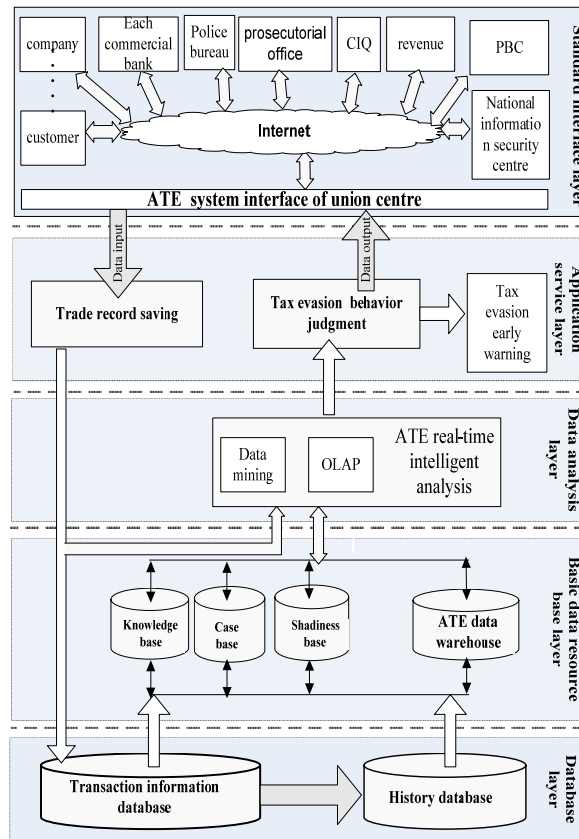 company
Each
commercial
bank
Police
bureau
prosecutorial
office
CIQ
revenue
PBC
customer
Internet
National
informatio
n security
centre
ATE system interface of union centre
Standard interface layer
Data input
Data output
Trade record saving
Tax evasion behavior
judgment
Tax
evasion
early
warning
Application
service layer
Data
mining
OLAP
ATE real-time
intelligent
analysis
Data analysis
layer
Knowledge
base
Case
base
Shadiness
base
ATE data
warehouse
Basic data resource
base layer
Transaction information
database
History database
Database
layer